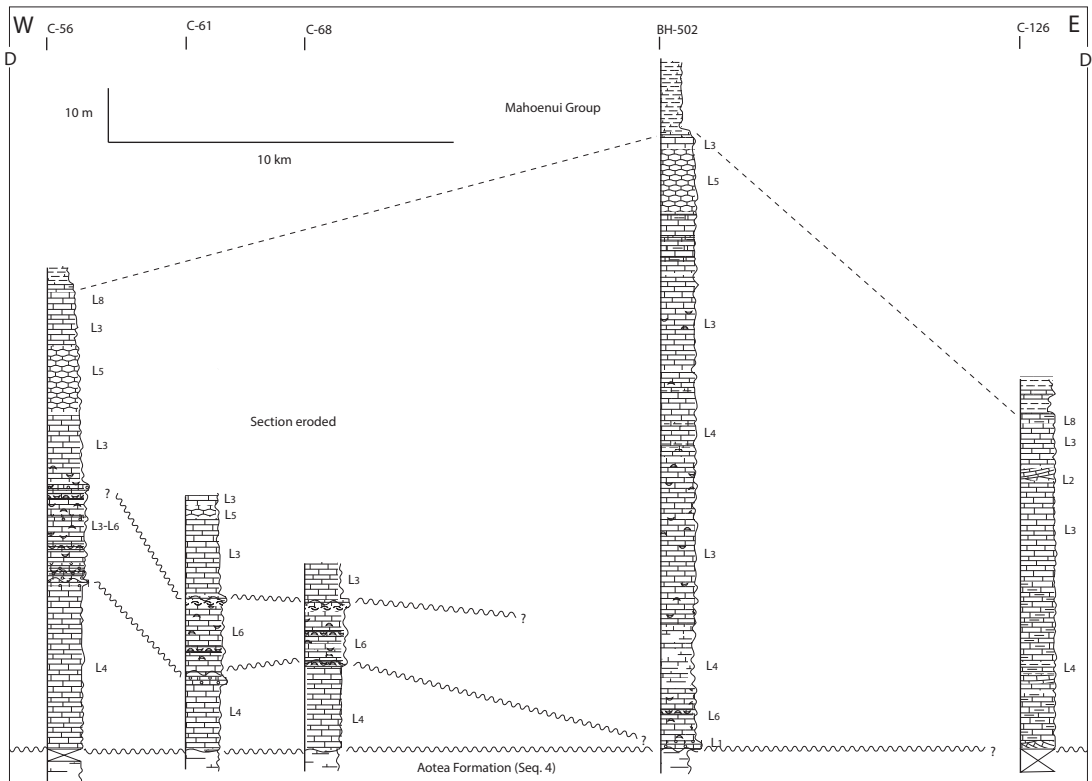 W E
C-56 C-61 C-68 BH-502 C-126
D D
10 m
10 km
Mahoenui Group
Section eroded
L8
L3
L5
L3
?
L3-L6
L4
L3
L5
L3
L6
L4
L3
L6
L4
?
?
L3
L5
L3
L4
L3
L4
L6
L1
L8
L3
L2
L3
L4
?
Aotea Formation (Seq. 4)